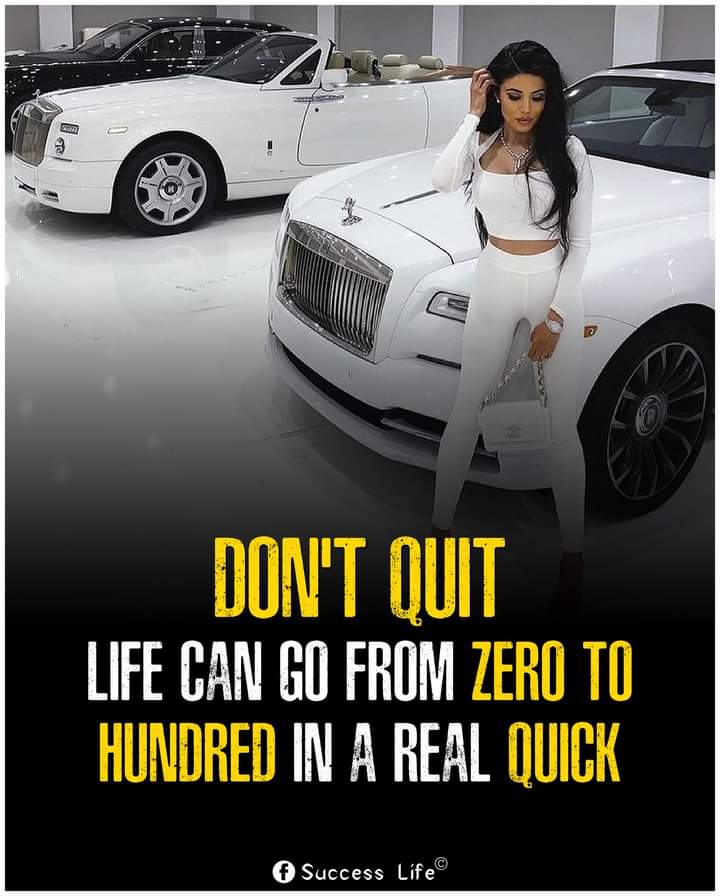 DON'T QUIT
LIFE CAN GO FROM ZERO TO
HUNDRED IN A REAL QUICK
Success Life©